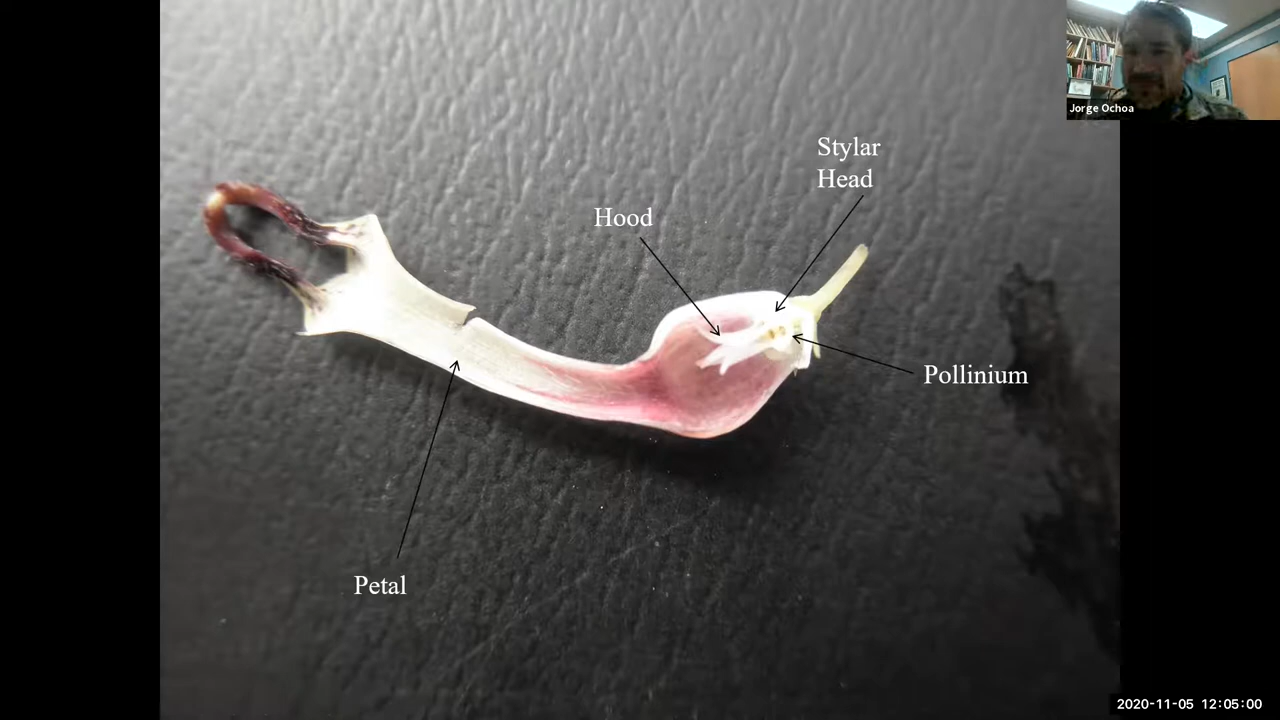 Jorge Ochoa
Stylar
Head
Hood
Pollinium
Petal
2020-11-05 12:05:00